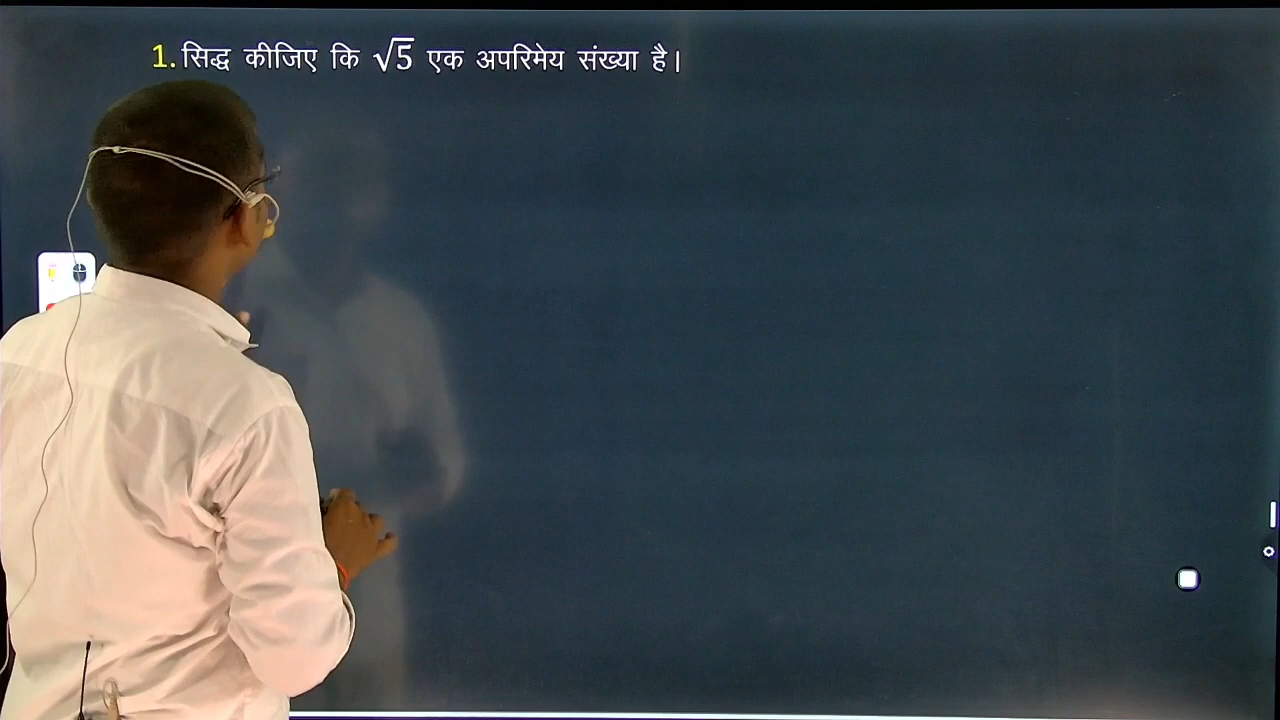 1. सिद्ध कीजिए कि √5 एक अपरिमेय संख्या है।